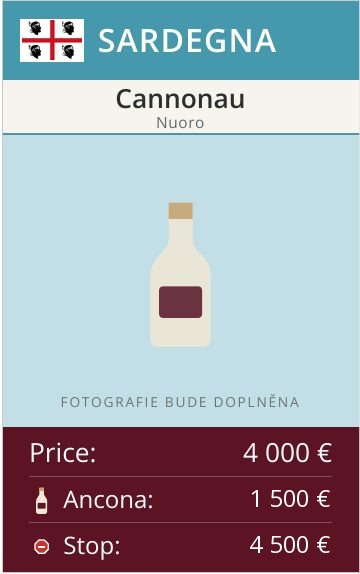 SARDEGNA
Cannonau
Nuoro
FOTOGRAFIE BUDE DOPLNĚNA
Price: 4 000 €
Ancona: 1 500 €
Stop: 4 500 €